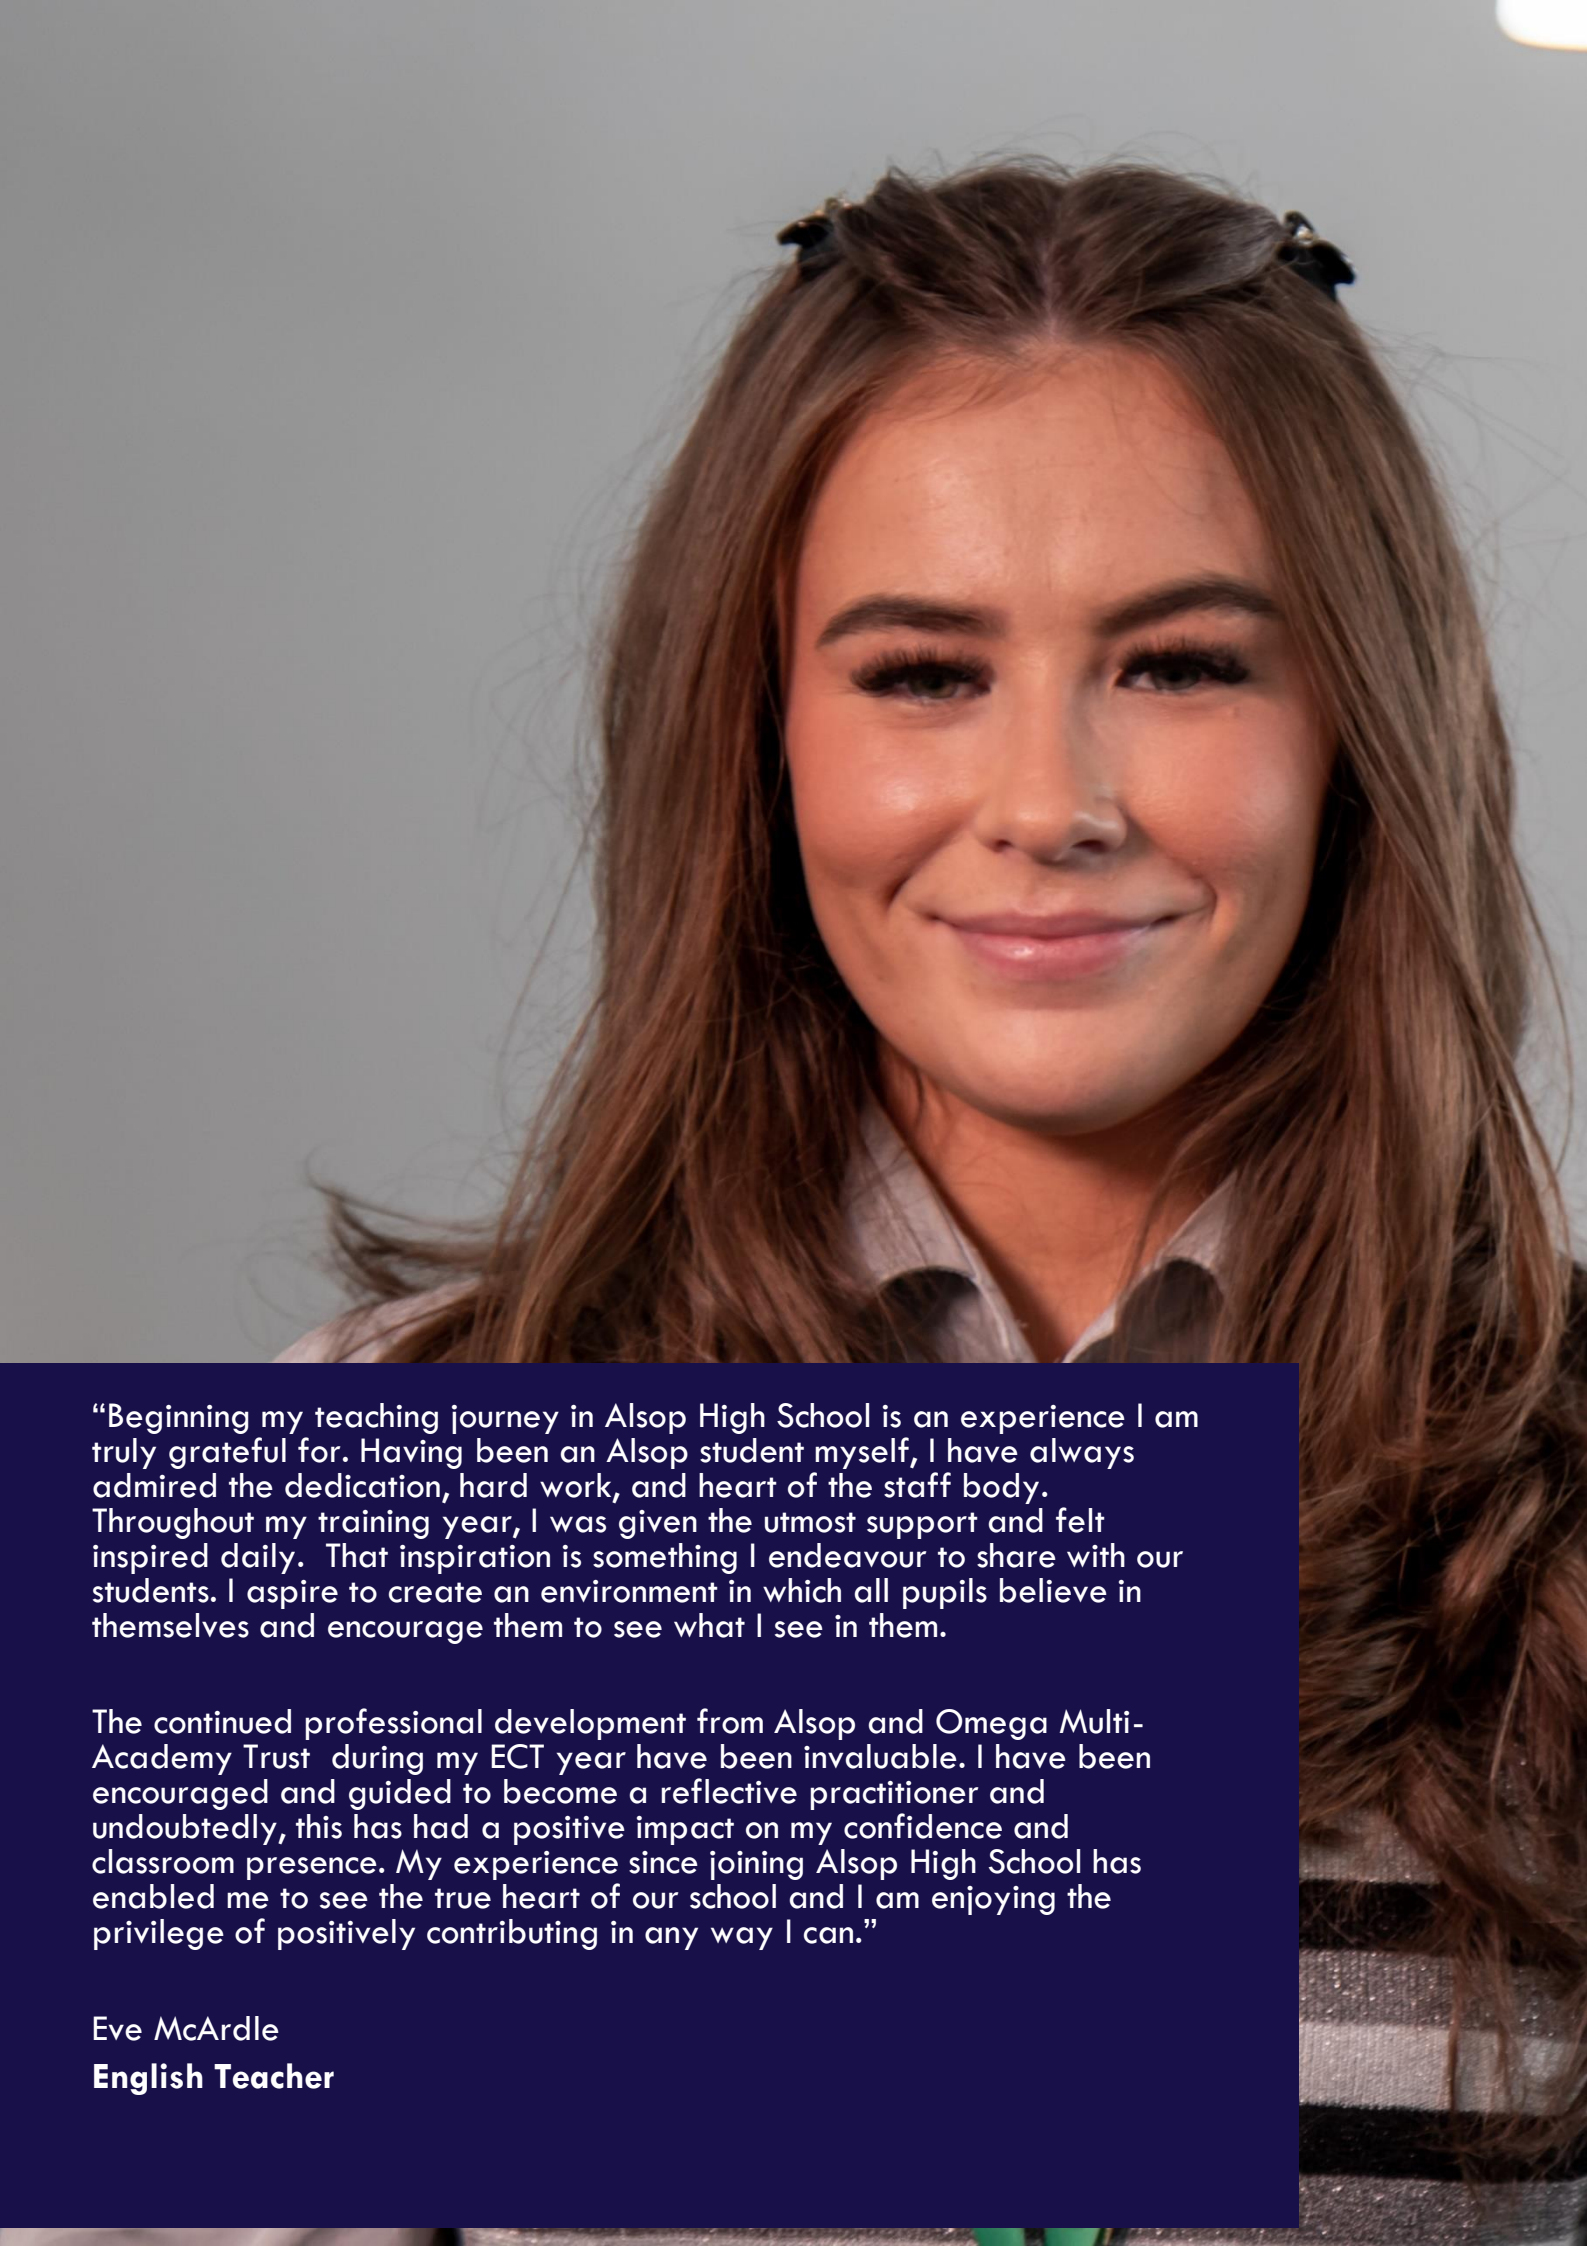 “Beginning my teaching journey in Alsop High School is an experience I am
truly grateful for. Having been an Alsop student myself, I have always
admired the dedication, hard work, and heart of the staff body.
Throughout my training year, I was given the utmost support and felt
inspired daily.  That inspiration is something I endeavour to share with our
students. I aspire to create an environment in which all pupils believe in
themselves and encourage them to see what I see in them.
The continued professional development from Alsop and Omega Multi-
Academy Trust  during my ECT year have been invaluable. I have been
encouraged and guided to become a reflective practitioner and
undoubtedly, this has had a positive impact on my confidence and
classroom presence. My experience since joining Alsop High School has
enabled me to see the true heart of our school and I am enjoying the
privilege of positively contributing in any way I can.”
Eve McArdle
English Teacher